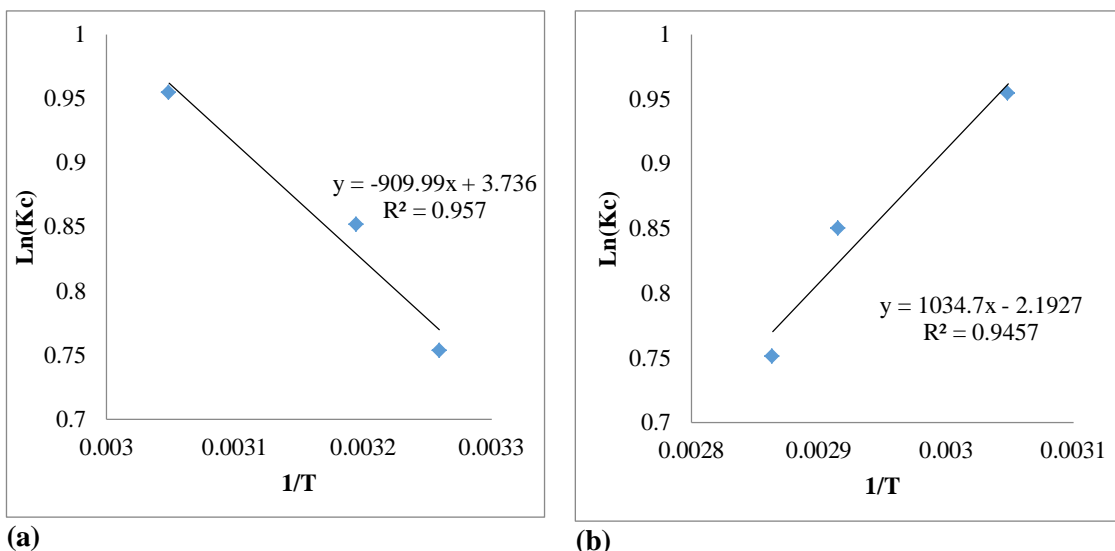 1
0.95
0.9
0.85
0.8
0.75
0.7
0.003
0.0031
0.0032
0.0033
Ln(Kc)
1/T
y = -909.99x + 3.736
R² = 0.957
(a)
1
0.95
0.9
0.85
0.8
0.75
0.7
0.0028
0.0029
0.003
0.0031
Ln(Kc)
1/T
y = 1034.7x - 2.1927
R² = 0.9457
(b)